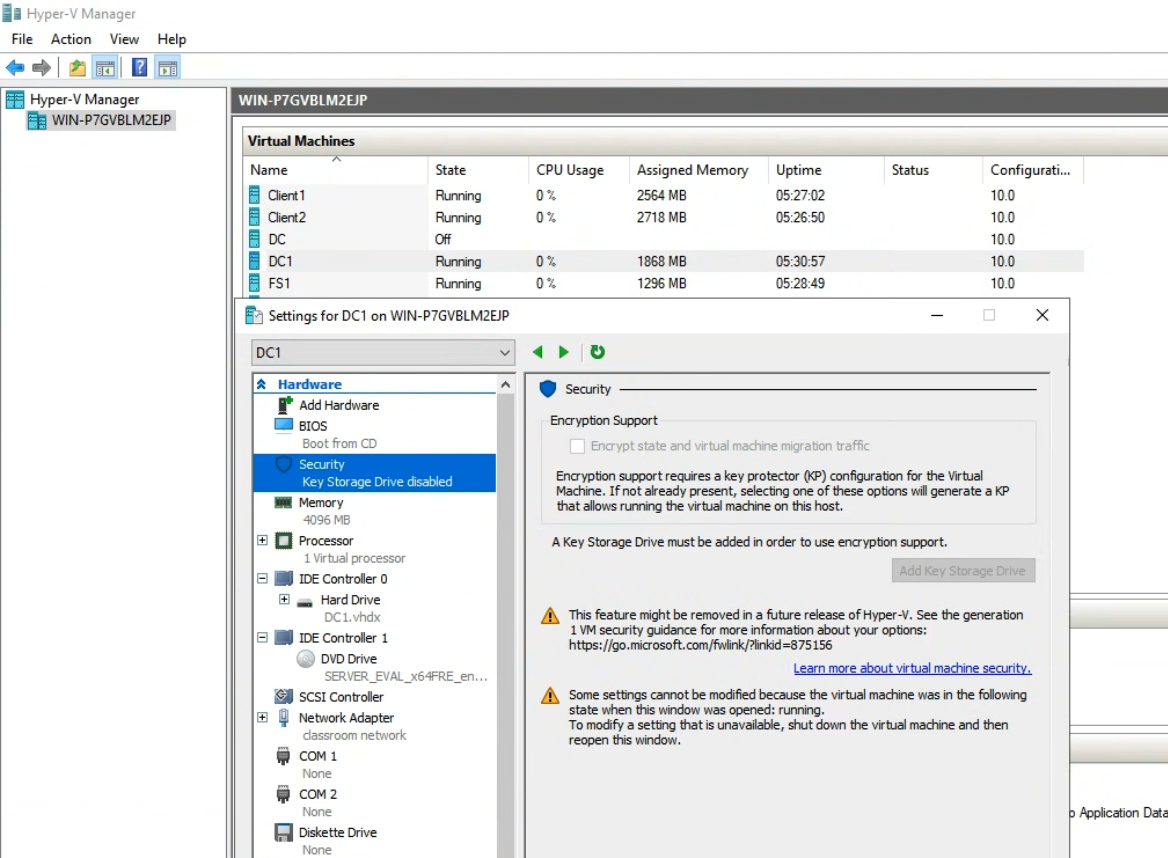 Hyper-V Manager
File Action View Help
Hyper-V Manager
WIN-P7GVBLM2EJP
WIN-P7GVBLM2EJP
Virtual Machines
Name State CPU Usage Assigned Memory Uptime Status Configurati...
Client1 Running 0 % 2564 MB 05:27:02 10.0
Client2 Running 0 % 2718 MB 05:26:50 10.0
DC Off 10.0
DC1 Running 0 % 1868 MB 05:30:57 10.0
FS1 Running 0 % 1296 MB 05:28:49 10.0
Settings for DC1 on WIN-P7GVBLM2EJP
DC1
Hardware
Add Hardware
BIOS
Boot from CD
Security
Key Storage Drive disabled
Memory
4096 MB
Processor
1 Virtual processor
IDE Controller 0
Hard Drive
DC1.vhdx
IDE Controller 1
DVD Drive
SERVER_EVAL_x64FRE_en...
SCSI Controller
Network Adapter
classroom network
COM 1
None
COM 2
None
Diskette Drive
None
Security
Encryption Support
Encrypt state and virtual machine migration traffic
Encryption support requires a key protector (KP) configuration for the Virtual
Machine. If not already present, selecting one of these options will generate a KP
that allows running the virtual machine on this host.
A Key Storage Drive must be added in order to use encryption support.
Add Key Storage Drive
This feature might be removed in a future release of Hyper-V. See the generation
1 VM security guidance for more information about your options:
https://go.microsoft.com/fwlink/?linkid=875156
Learn more about virtual machine security.
Some settings cannot be modified because the virtual machine was in the following
state when this window was opened: running.
To modify a setting that is unavailable, shut down the virtual machine and then
reopen this window.
o Application Data